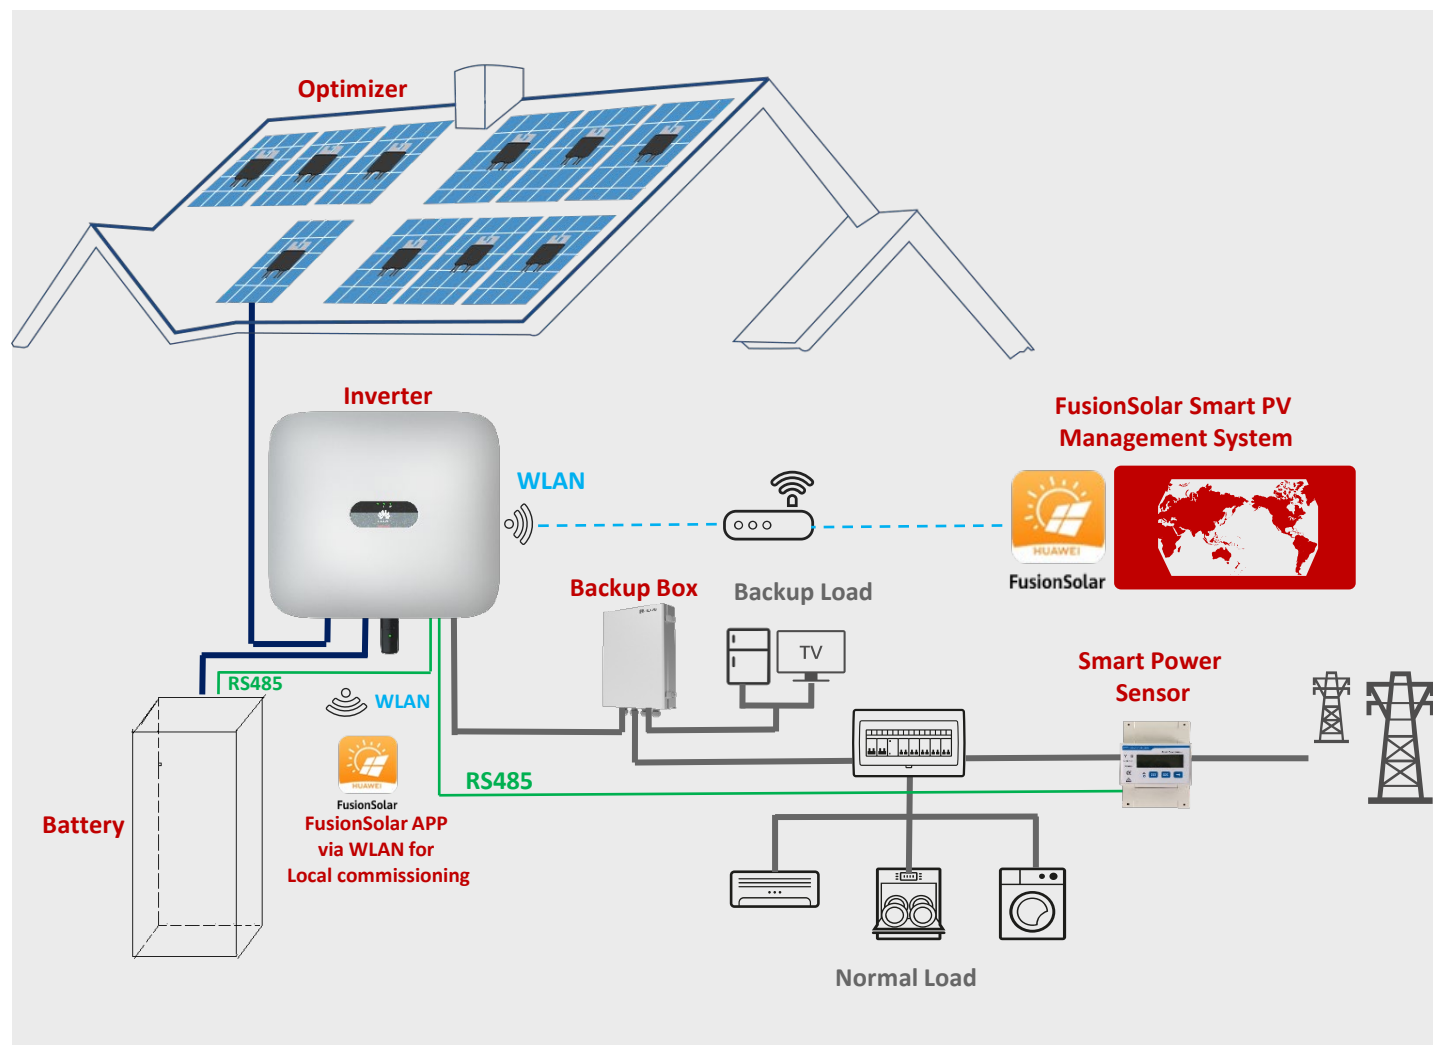 Optimizer
Inverter
FusionSolar Smart PV
Management System
WLAN
HUAWEI
FusionSolar
Backup Box
Backup Load
TV
Smart Power
Sensor
RS485
WLAN
HUAWEI
FusionSolar
RS485
Battery
FusionSolar APP
via WLAN for
Local commissioning
Normal Load